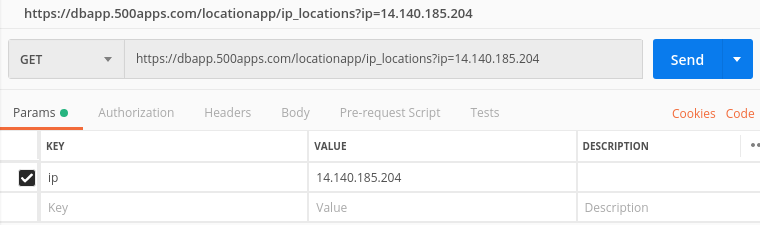 https://dbapp.500apps.com/locationapp/ip_locations?ip=14.140.185.204
GET https://dbapp.500apps.com/locationapp/ip_locations?ip=14.140.185.204 Send
Params Authorization Headers Body Pre-request Script Tests Cookies Code
KEY VALUE DESCRIPTION
ip 14.140.185.204
Key Value Description